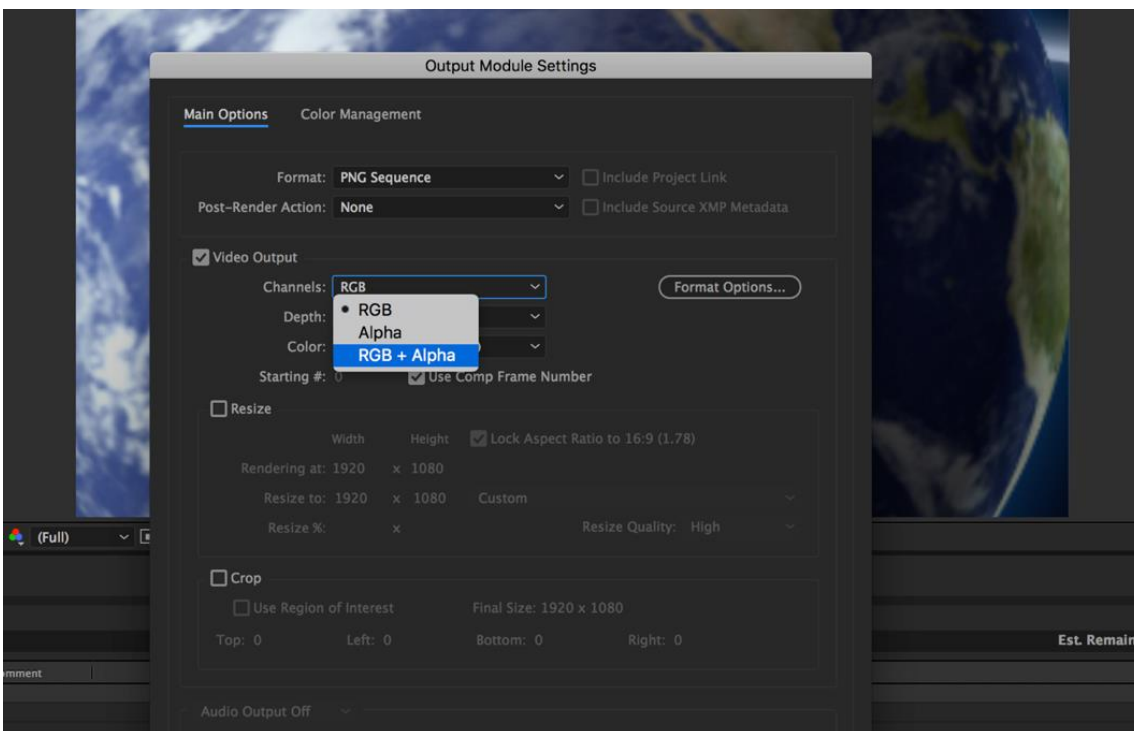 Output Module Settings
Main Options Color Management
Format: PNG Sequence Include Project Link
Post-Render Action: None Include Source XMP Metadata
Video Output
Channels: RGB Format Options...
RGB
Depth:
Alpha
Color:
RGB + Alpha
Starting #: 0 Use Comp Frame Number
Resize
Width Height Lock Aspect Ratio to 16:9 (1.78)
Rendering at: 1920 x 1080
Resize to: 1920 x 1080 Custom
Resize %: x Resize Quality: High
(Full)
Crop
Use Region of Interest Final Size: 1920 x 1080
Top: 0 Left: 0 Bottom: 0 Right: 0
Est. Remain
omment
Audio Output Off